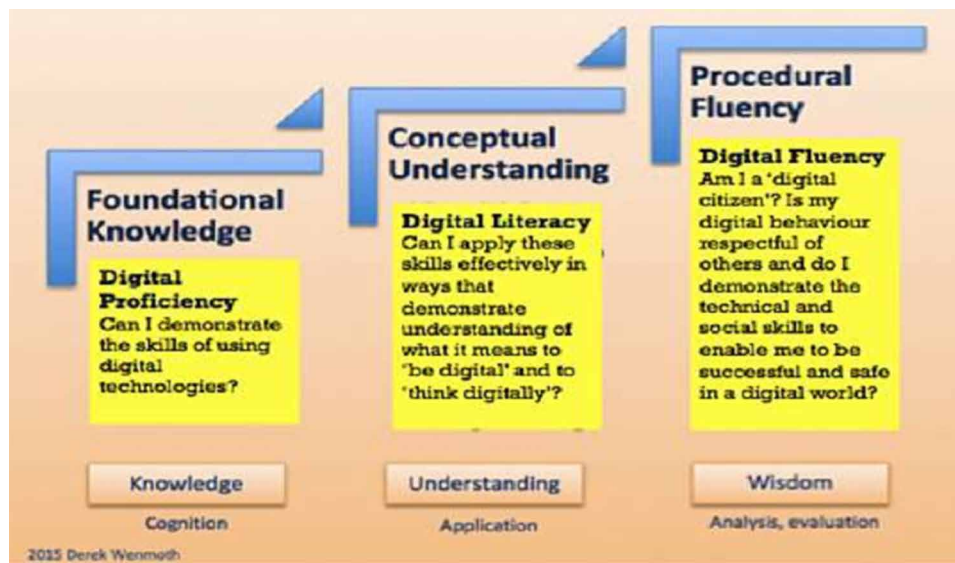 Foundational
Knowledge
Digital
Proficiency
Can I demonstrate
the skills of using
digital
technologies?
Knowledge
Cognition
Conceptual
Understanding
Digital Literacy
Can I apply these
skills effectively in
ways that
demonstrate
understanding of
what it means to
'be digital' and to
'think digitally'?
Understanding
Application
Procedural
Fluency
Digital Fluency
Am I a 'digital
citizen'? Is my
digital behaviour
respectful of
others and do I
demonstrate the
technical and
social skills to
enable me to be
successful and safe
in a digital world?
Wisdom
Analysis, evaluation
2015 Derek Wenmoth